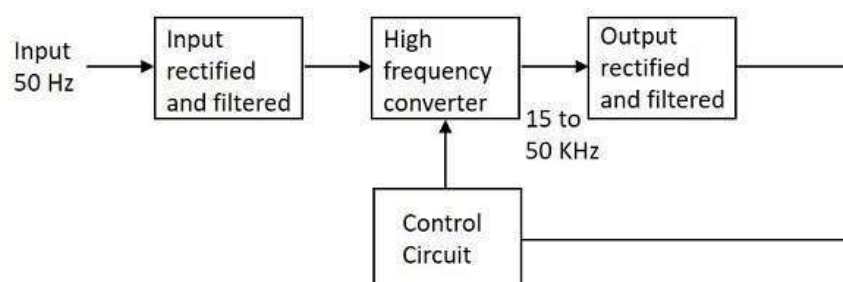 Input
50 Hz
Input
rectified
and filtered
High
frequency
converter
15 to
50 KHz
Output
rectified
and filtered
Control
Circuit